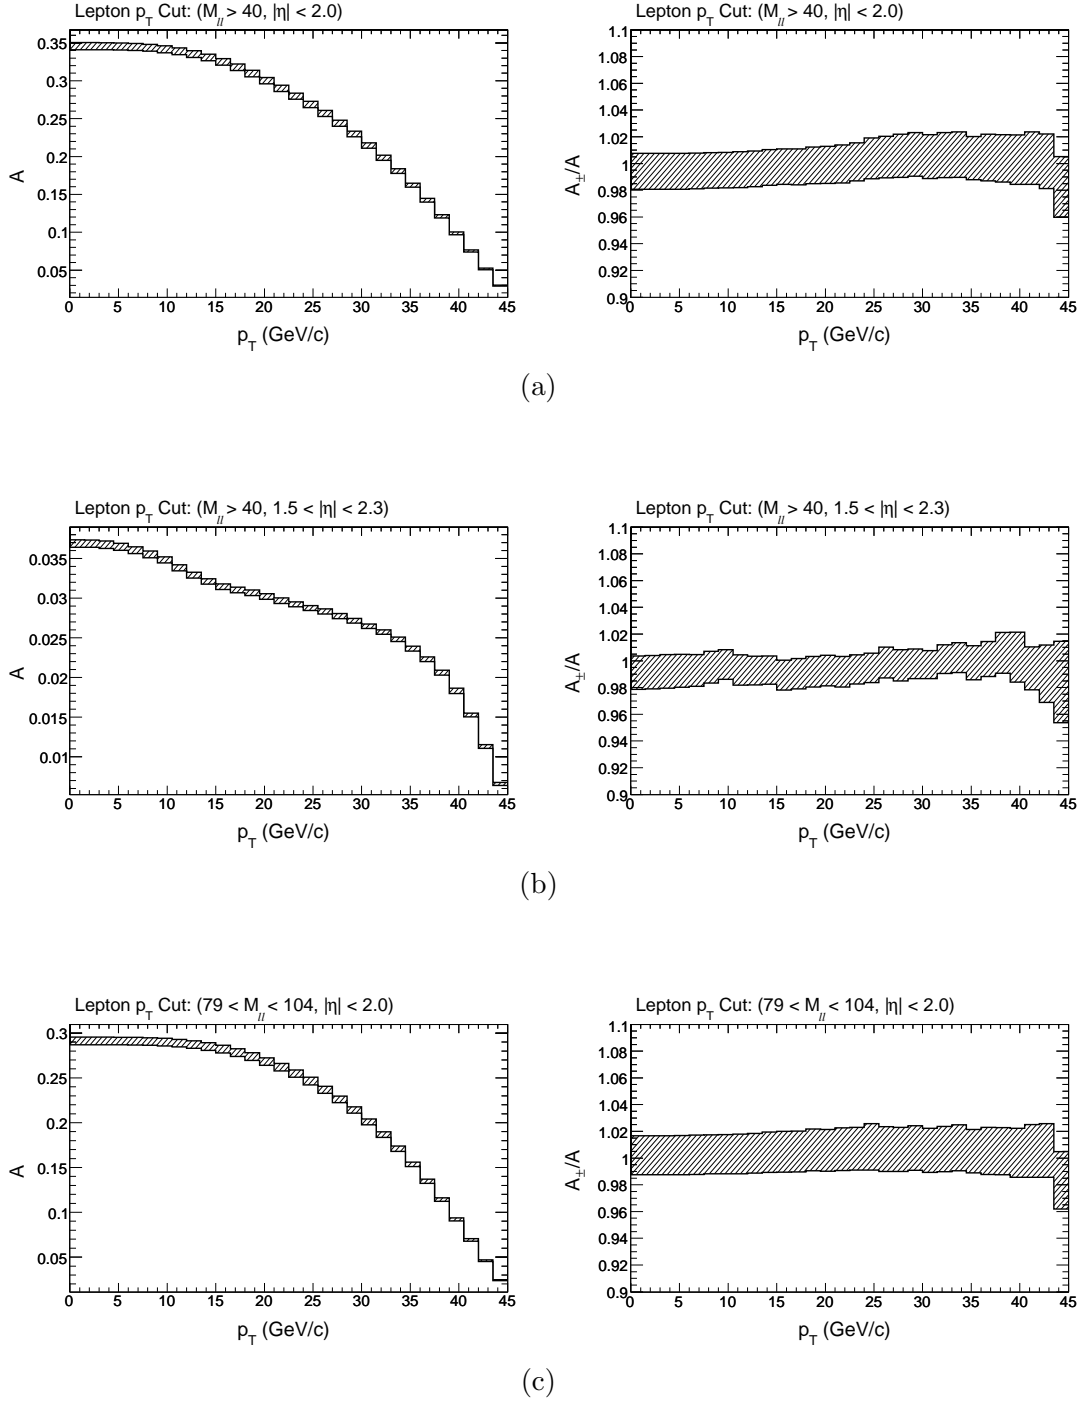 Lepton p_T Cut: (M_ll > 40, |η| < 2.0)
A
0.35
0.3
0.25
0.2
0.15
0.1
0.05
0 5 10 15 20 25 30 35 40 45
p_T (GeV/c)
Lepton p_T Cut: (M_ll > 40, |η| < 2.0)
A_±/A
1.1
1.08
1.06
1.04
1.02
1
0.98
0.96
0.94
0.92
0.9
0 5 10 15 20 25 30 35 40 45
p_T (GeV/c)
(a)
Lepton p_T Cut: (M_ll > 40, 1.5 < |η| < 2.3)
A
0.035
0.03
0.025
0.02
0.015
0.01
0 5 10 15 20 25 30 35 40 45
p_T (GeV/c)
Lepton p_T Cut: (M_ll > 40, 1.5 < |η| < 2.3)
A_±/A
1.1
1.08
1.06
1.04
1.02
1
0.98
0.96
0.94
0.92
0.9
0 5 10 15 20 25 30 35 40 45
p_T (GeV/c)
(b)
Lepton p_T Cut: (79 < M_ll < 104, |η| < 2.0)
A
0.3
0.25
0.2
0.15
0.1
0.05
0 5 10 15 20 25 30 35 40 45
p_T (GeV/c)
Lepton p_T Cut: (79 < M_ll < 104, |η| < 2.0)
A_±/A
1.1
1.08
1.06
1.04
1.02
1
0.98
0.96
0.94
0.92
0.9
0 5 10 15 20 25 30 35 40 45
p_T (GeV/c)
(c)